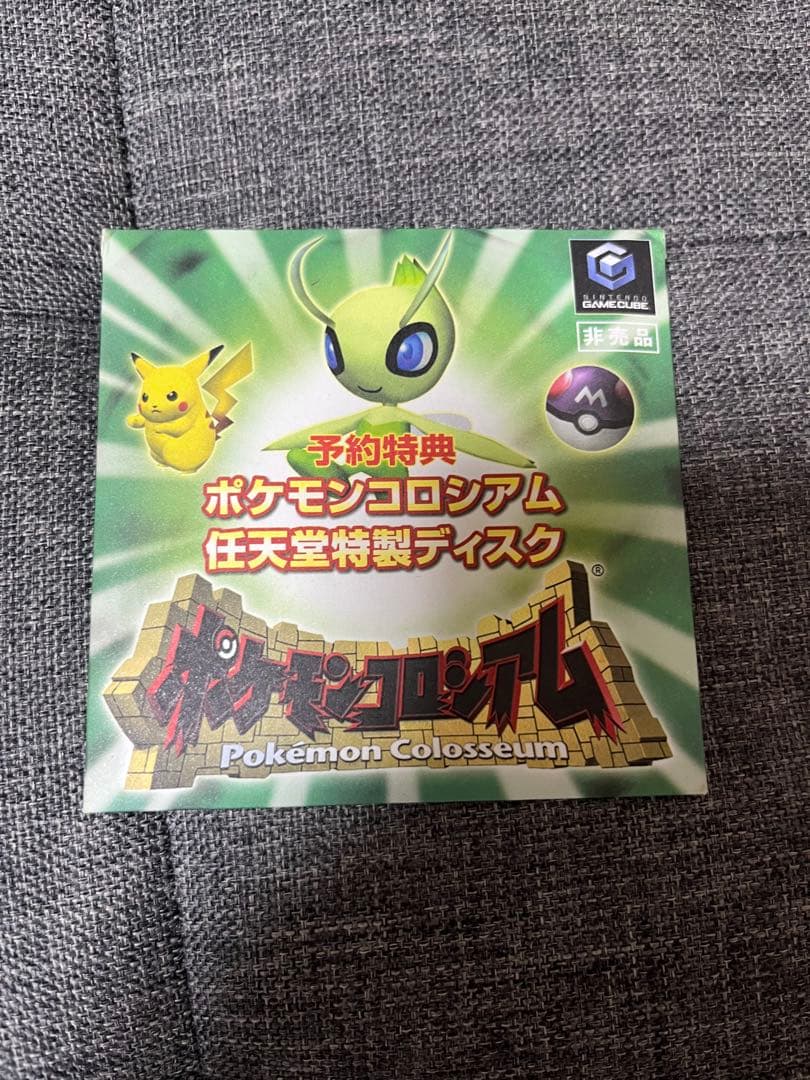 NINTENDO
GAMECUBE
非売品
M
予約特典
ポケモンコロシアム
任天堂特製ディスク
®
ポケモンコロシアム
Pokémon Colosseum